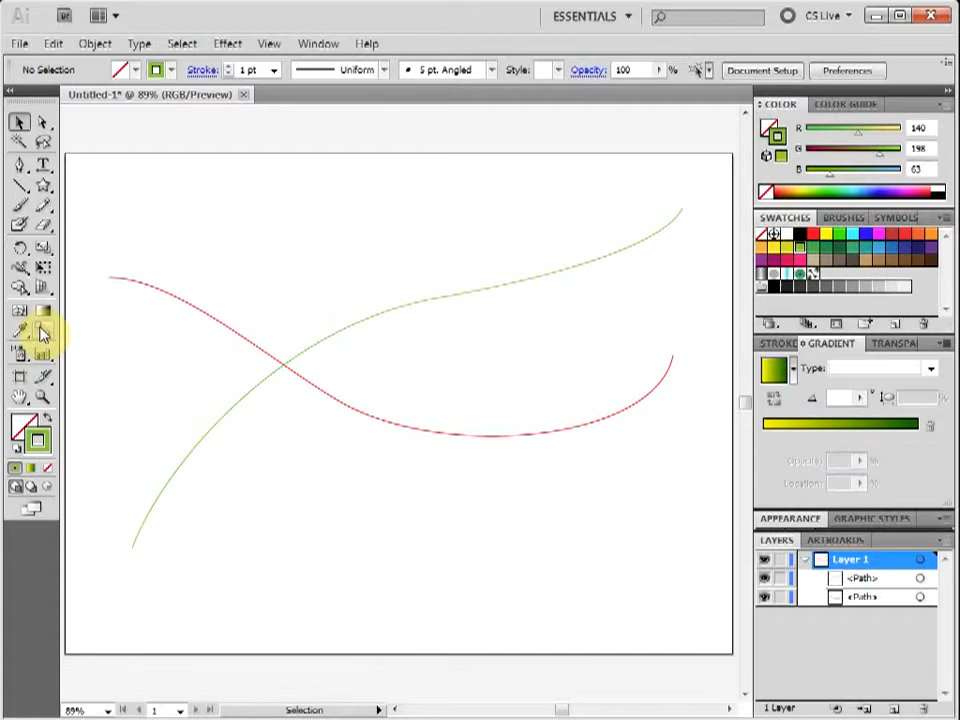 Ai Br ESSENTIALS CS Live
File Edit Object Type Select Effect View Window Help
No Selection Stroke: 1 pt Uniform 5 pt. Angled Style: Opacity: 100 % Document Setup Preferences
Untitled-1* @ 89% (RGB/Preview)
COLOR COLOR GUIDE
R 140
G 198
B 63
SWATCHES BRUSHES SYMBOLS
STROKE GRADIENT TRANSPA
Type:
°
%
Opacity: %
Location: %
APPEARANCE GRAPHIC STYLES
LAYERS ARTBOARDS
Layer 1
<Path>
<Path>
89% 1 Selection 1 Layer